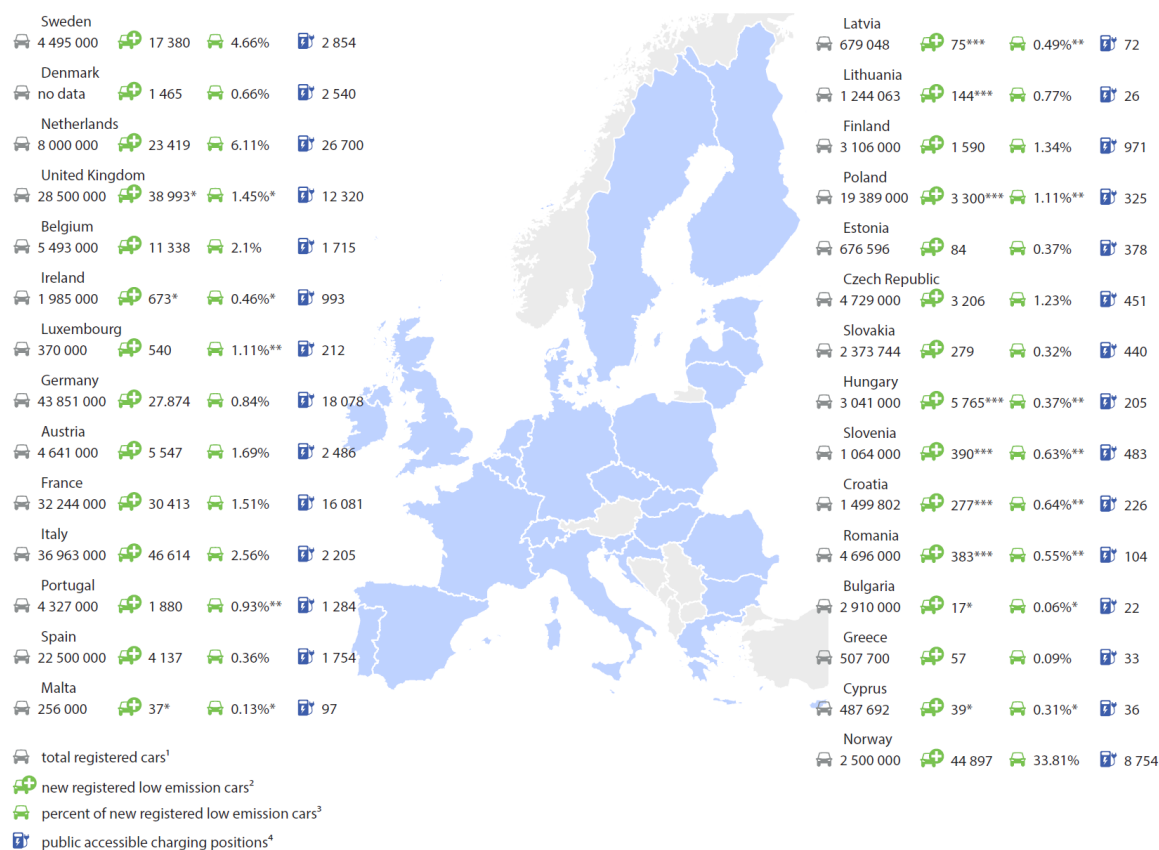 Sweden
4 495 000 17 380 4.66% 2 854
Denmark
no data 1 465 0.66% 2 540
Netherlands
8 000 000 23 419 6.11% 26 700
United Kingdom
28 500 000 38 993* 1.45%* 12 320
Belgium
5 493 000 11 338 2.1% 1 715
Ireland
1 985 000 673* 0.46%* 993
Luxembourg
370 000 540 1.11%** 212
Germany
43 851 000 27.874 0.84% 18 078
Austria
4 641 000 5 547 1.69% 2 486
France
32 244 000 30 413 1.51% 16 081
Italy
36 963 000 46 614 2.56% 2 205
Portugal
4 327 000 1 880 0.93%** 1 284
Spain
22 500 000 4 137 0.36% 1 754
Malta
256 000 37* 0.13%* 97
total registered cars¹
new registered low emission cars²
percent of new registered low emission cars³
public accessible charging positions⁴
Latvia
679 048 75*** 0.49%** 72
Lithuania
1 244 063 144*** 0.77% 26
Finland
3 106 000 1 590 1.34% 971
Poland
19 389 000 3 300*** 1.11%** 325
Estonia
676 596 84 0.37% 378
Czech Republic
4 729 000 3 206 1.23% 451
Slovakia
2 373 744 279 0.32% 440
Hungary
3 041 000 5 765*** 0.37%** 205
Slovenia
1 064 000 390*** 0.63%** 483
Croatia
1 499 802 277*** 0.64%** 226
Romania
4 696 000 383*** 0.55%** 104
Bulgaria
2 910 000 17* 0.06%* 22
Greece
507 700 57 0.09% 33
Cyprus
487 692 39* 0.31%* 36
Norway
2 500 000 44 897 33.81% 8 754